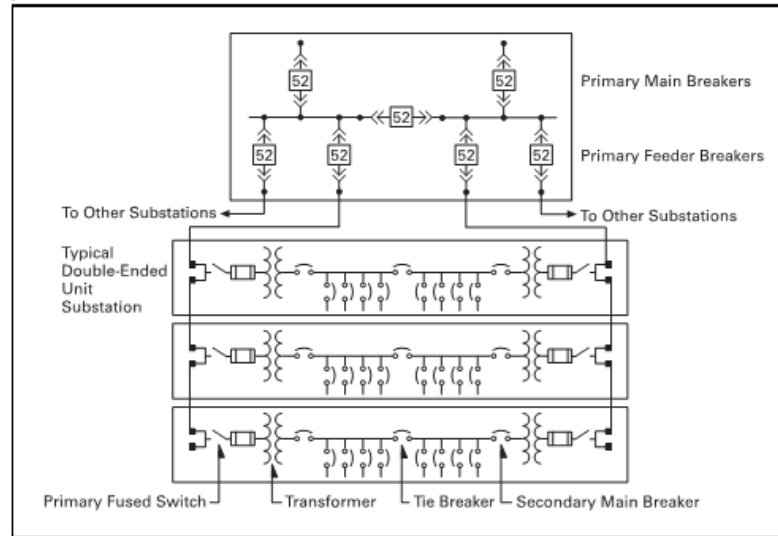 52
52
Primary Main Breakers
52
52
52
52
52
Primary Feeder Breakers
To Other Substations
To Other Substations
Typical
Double-Ended
Unit
Substation
Primary Fused Switch
Transformer
Tie Breaker
Secondary Main Breaker